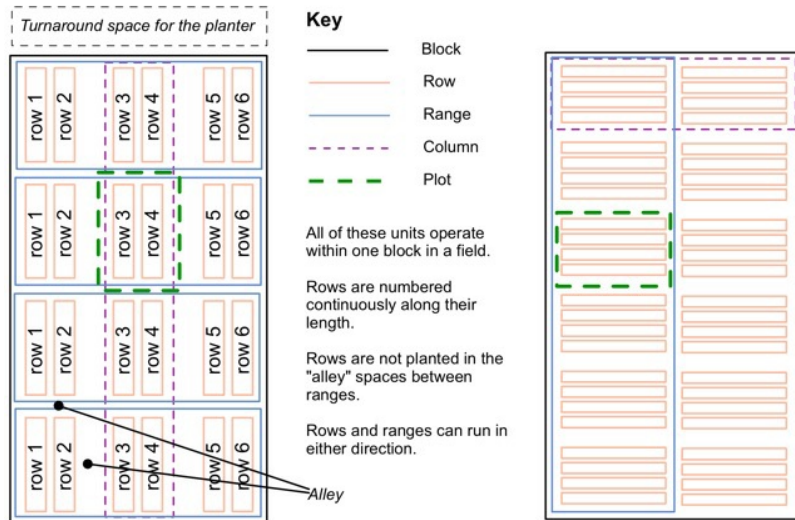 Turnaround space for the planter
row 1
row 2
row 3
row 4
row 5
row 6
row 1
row 2
row 3
row 4
row 5
row 6
row 1
row 2
row 3
row 4
row 5
row 6
row 1
row 2
row 3
row 4
row 5
row 6
Key
Block
Row
Range
Column
Plot
All of these units operate
within one block in a field.
Rows are numbered
continuously along their
length.
Rows are not planted in the
"alley" spaces between
ranges.
Rows and ranges can run in
either direction.
Alley